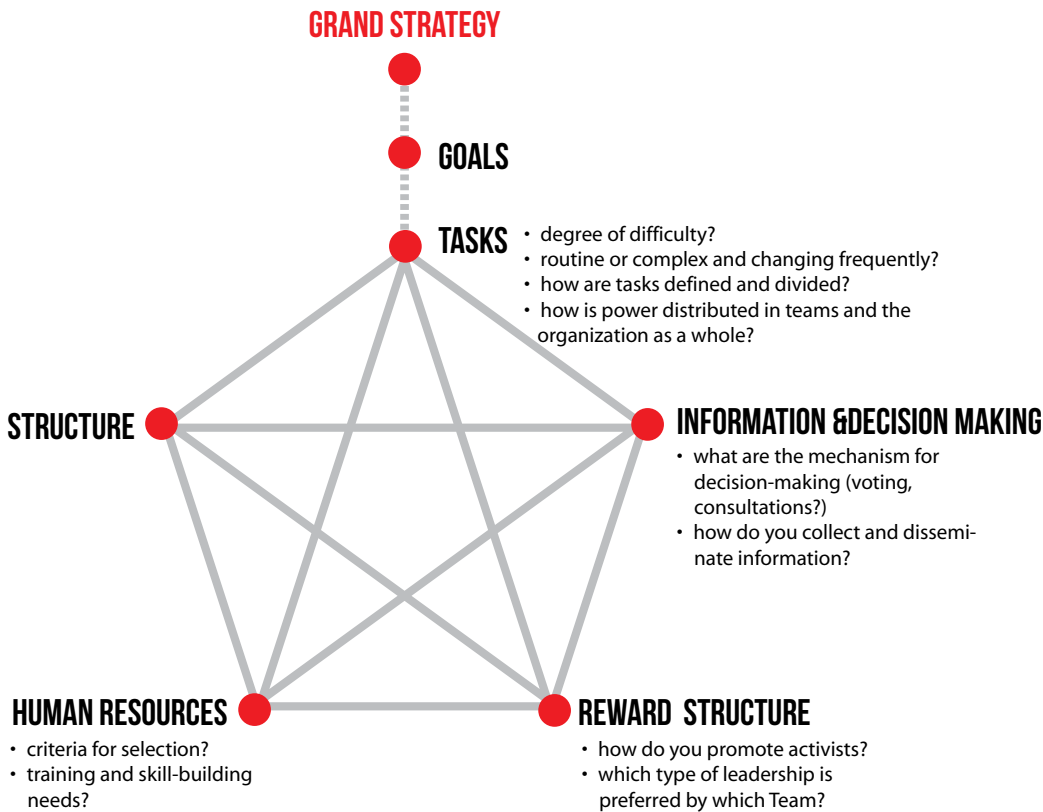 GRAND STRATEGY
GOALS
TASKS
• degree of difficulty?
• routine or complex and changing frequently?
• how are tasks defined and divided?
• how is power distributed in teams and the
organization as a whole?
STRUCTURE
INFORMATION &DECISION MAKING
• what are the mechanism for
decision-making (voting,
consultations?)
• how do you collect and dissemi-
nate information?
HUMAN RESOURCES
• criteria for selection?
• training and skill-building
needs?
REWARD STRUCTURE
• how do you promote activists?
• which type of leadership is
preferred by which Team?